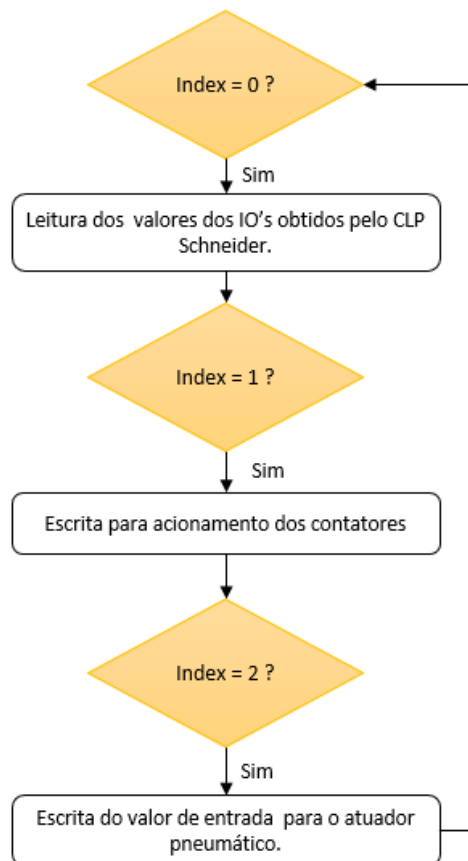 Index = 0 ?
Sim
Leitura dos valores dos IO's obtidos pelo CLP
Schneider.
Index = 1 ?
Sim
Escrita para acionamento dos contatores
Index = 2 ?
Sim
Escrita do valor de entrada para o atuador
pneumático.